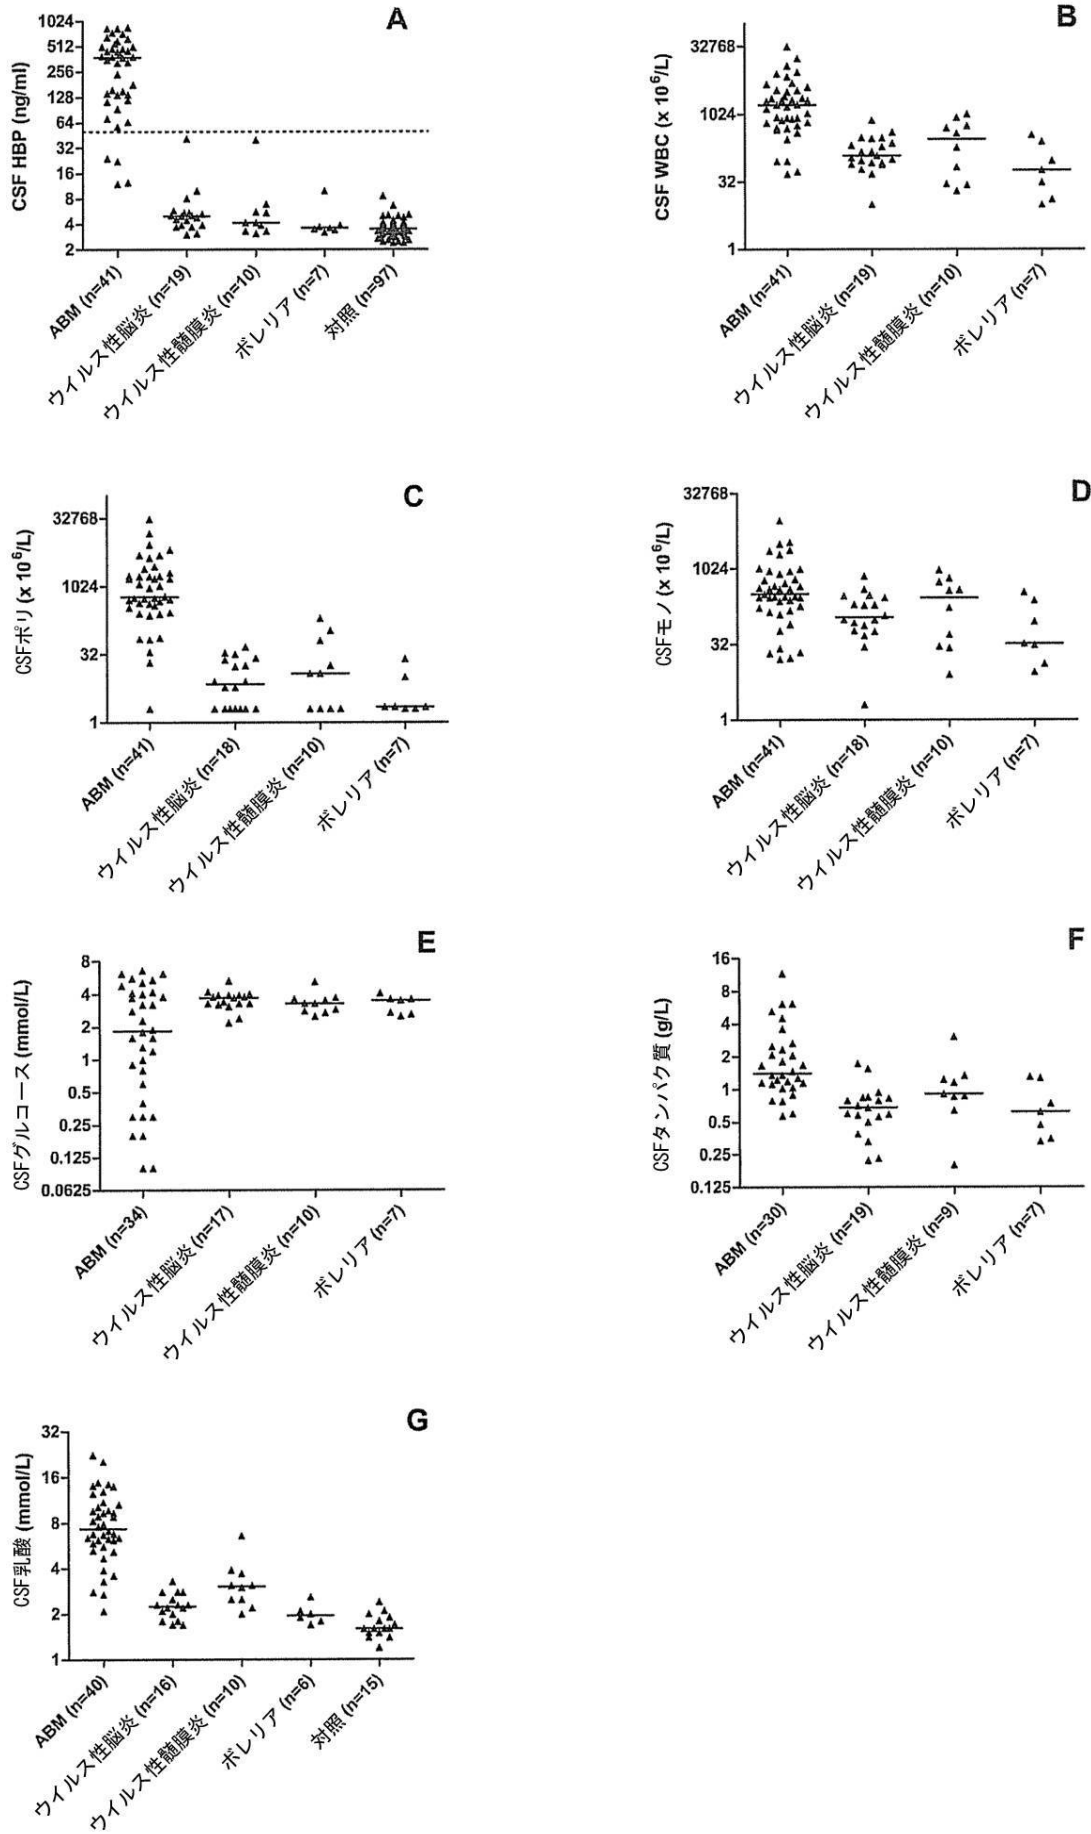 A
CSF HBP (ng/ml)
1024
512
256
128
64
32
16
8
4
2
ABM (n=41)
ウイルス性脳炎 (n=19)
ウイルス性髄膜炎 (n=10)
ボレリア (n=7)
対照 (n=97)
B
CSF WBC (x 10⁶/L)
32768
1024
32
1
ABM (n=41)
ウイルス性脳炎 (n=19)
ウイルス性髄膜炎 (n=10)
ボレリア (n=7)
C
CSFポリ (x 10⁶/L)
32768
1024
32
1
ABM (n=41)
ウイルス性脳炎 (n=18)
ウイルス性髄膜炎 (n=10)
ボレリア (n=7)
D
CSFモノ (x 10⁶/L)
32768
1024
32
1
ABM (n=41)
ウイルス性脳炎 (n=18)
ウイルス性髄膜炎 (n=10)
ボレリア (n=7)
E
CSFグルコース (mmol/L)
8
4
2
1
0.5
0.25
0.125
0.0625
ABM (n=34)
ウイルス性脳炎 (n=17)
ウイルス性髄膜炎 (n=10)
ボレリア (n=7)
F
CSFタンパク質 (g/L)
16
8
4
2
1
0.5
0.25
0.125
ABM (n=30)
ウイルス性脳炎 (n=19)
ウイルス性髄膜炎 (n=9)
ボレリア (n=7)
G
CSF乳酸 (mmol/L)
32
16
8
4
2
1
ABM (n=40)
ウイルス性脳炎 (n=16)
ウイルス性髄膜炎 (n=10)
ボレリア (n=6)
対照 (n=15)